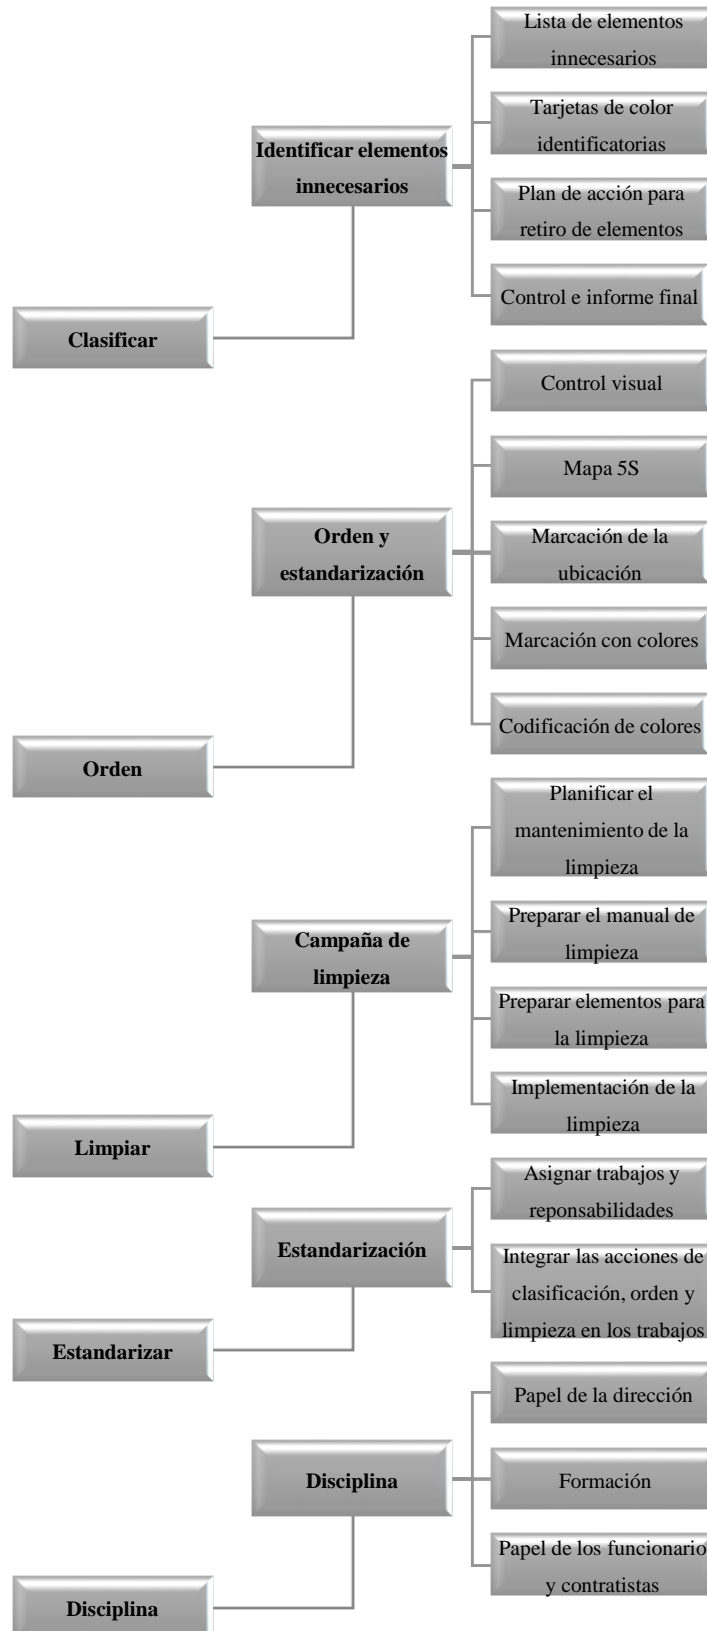 Lista de elementos
innecesarios
Tarjetas de color
identificatorias
Identificar elementos
innecesarios
Plan de acción para
retiro de elementos
Control e informe final
Clasificar
Control visual
Mapa 5S
Orden y
estandarización
Marcación de la
ubicación
Marcación con colores
Codificación de colores
Orden
Planificar el
mantenimiento de la
limpieza
Preparar el manual de
limpieza
Campaña de
limpieza
Preparar elementos para
la limpieza
Implementación de la
limpieza
Limpiar
Asignar trabajos y
reponsabilidades
Estandarización
Integrar las acciones de
clasificación, orden y
limpieza en los trabajos
Estandarizar
Papel de la dirección
Disciplina
Formación
Papel de los funcionario
y contratistas
Disciplina